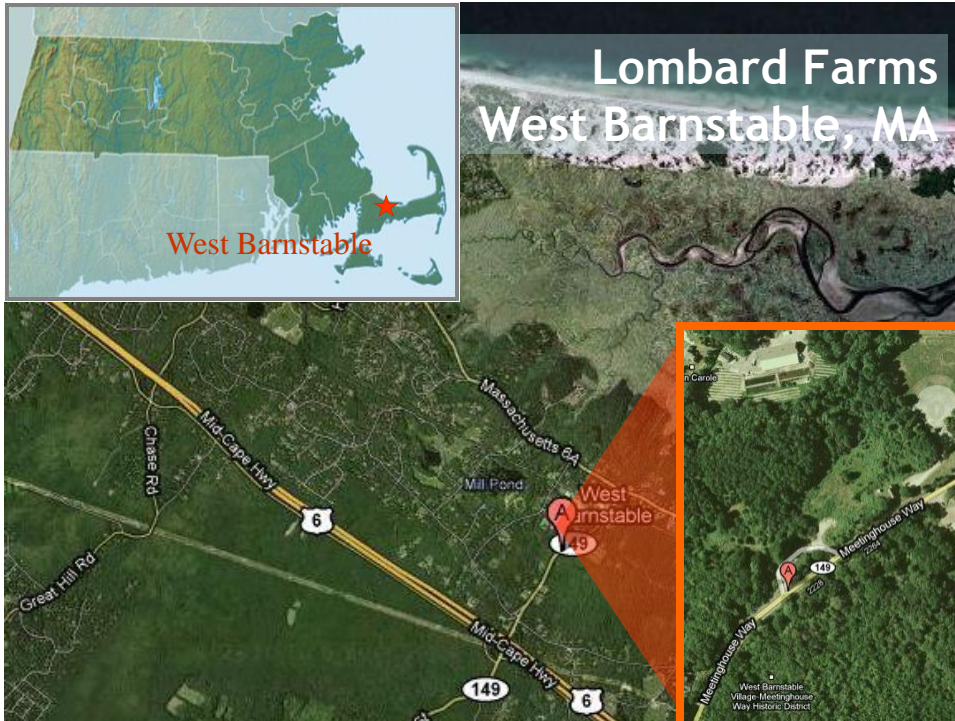 Lombard Farms
West Barnstable, MA
West Barnstable
Massachusetts 6A
Chase Rd
Mid-Cape Hwy
Mill Pond
6
A
West
Barnstable
149
Great Hill Rd
Mid-Cape Hwy
149
6
n Carole
Meetinghouse Way
2264
149
A
2228
Meetinghouse Way
West Barnstable
Village-Meetinghouse
Way Historic District